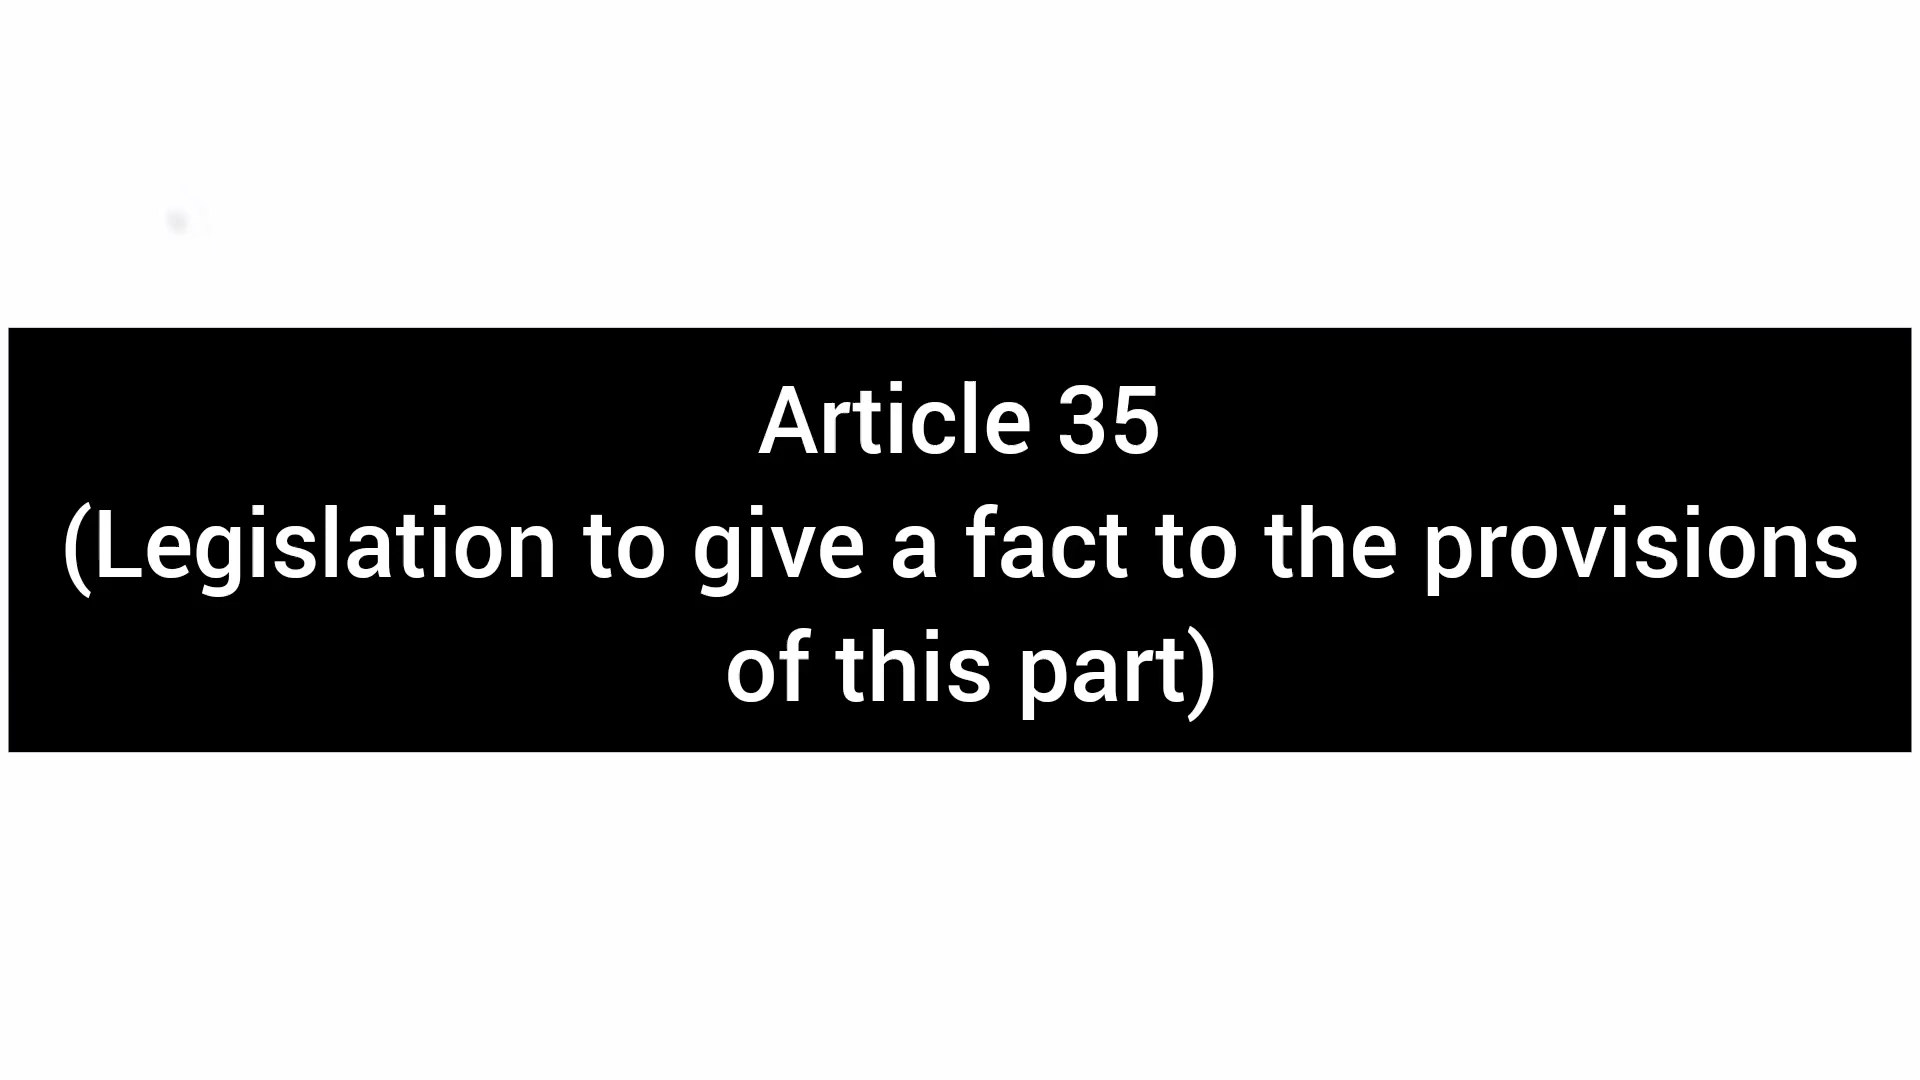 Article 35
(Legislation to give a fact to the provisions
of this part)